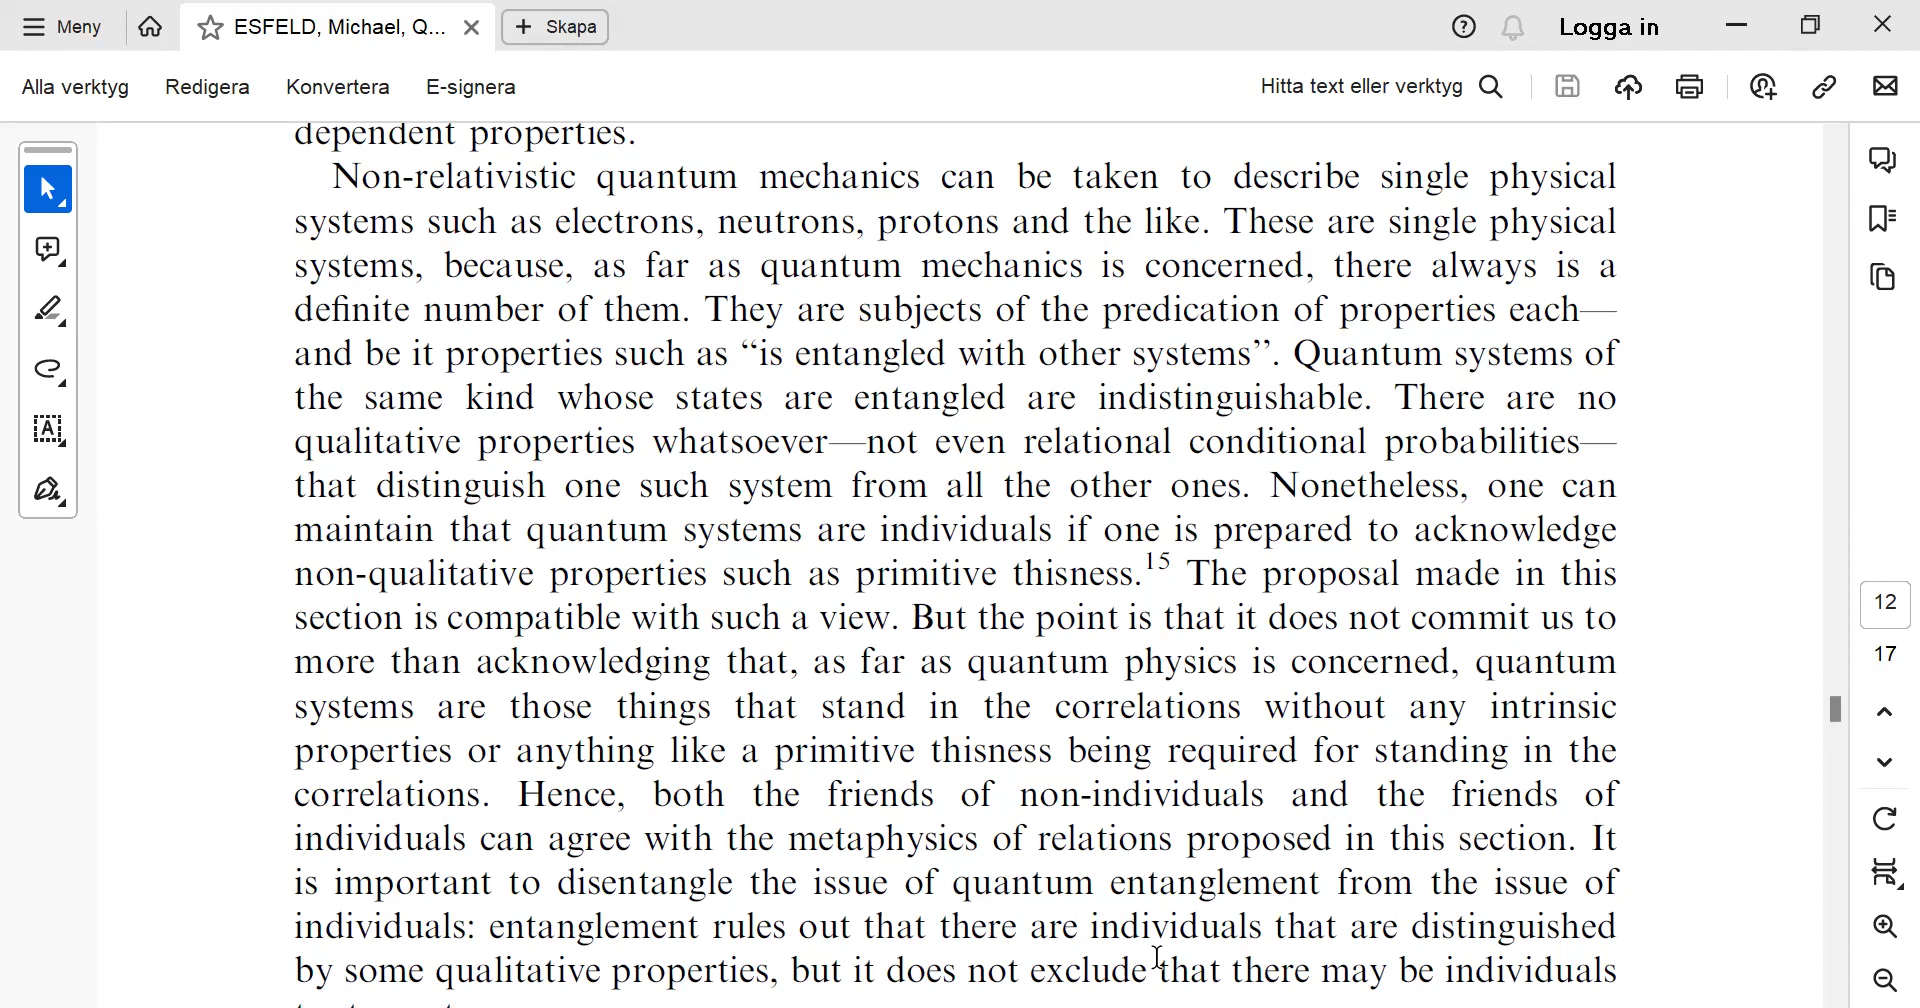 Meny
ESFELD, Michael, Q...
Skapa
Logga in
Alla verktyg
Redigera
Konvertera
E-signera
Hitta text eller verktyg
dependent properties.
Non-relativistic quantum mechanics can be taken to describe single physical
systems such as electrons, neutrons, protons and the like. These are single physical
systems, because, as far as quantum mechanics is concerned, there always is a
definite number of them. They are subjects of the predication of properties each—
and be it properties such as “is entangled with other systems”. Quantum systems of
the same kind whose states are entangled are indistinguishable. There are no
qualitative properties whatsoever—not even relational conditional probabilities—
that distinguish one such system from all the other ones. Nonetheless, one can
maintain that quantum systems are individuals if one is prepared to acknowledge
non-qualitative properties such as primitive thisness.15 The proposal made in this
section is compatible with such a view. But the point is that it does not commit us to
more than acknowledging that, as far as quantum physics is concerned, quantum
systems are those things that stand in the correlations without any intrinsic
properties or anything like a primitive thisness being required for standing in the
correlations. Hence, both the friends of non-individuals and the friends of
individuals can agree with the metaphysics of relations proposed in this section. It
is important to disentangle the issue of quantum entanglement from the issue of
individuals: entanglement rules out that there are individuals that are distinguished
by some qualitative properties, but it does not exclude that there may be individuals
12
17